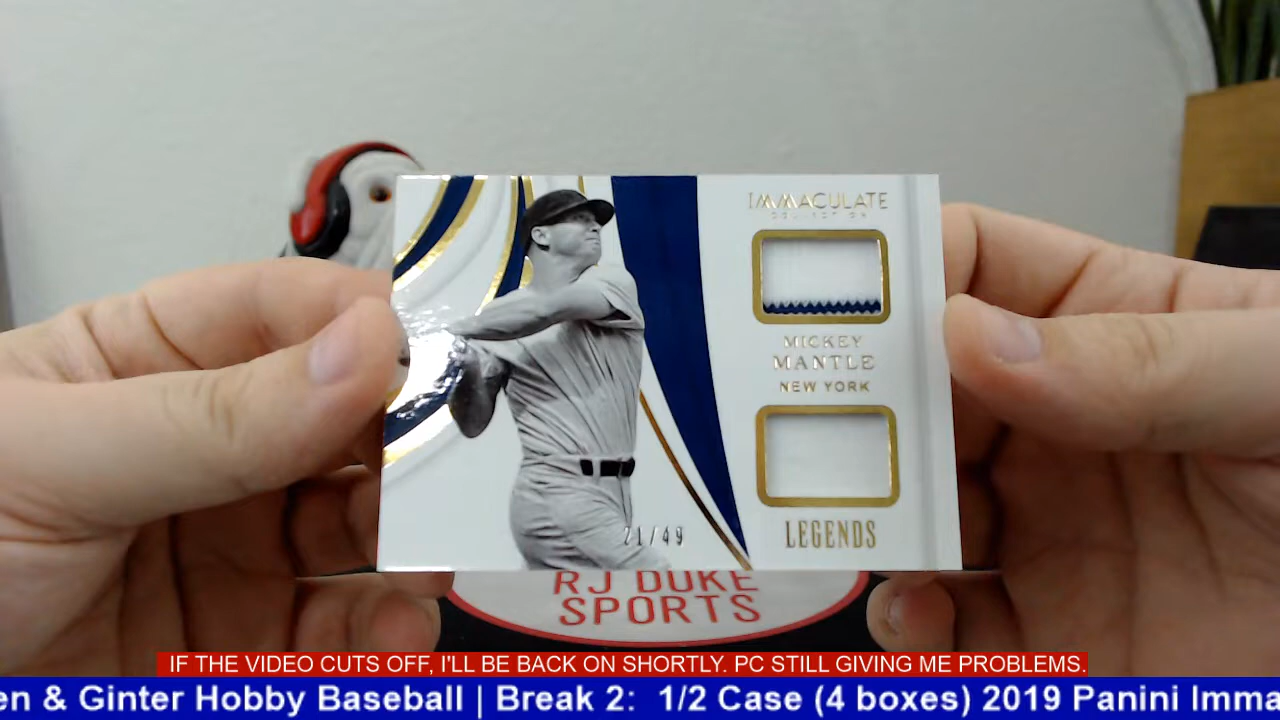 IMMACULATE
COLLECTION
MICKEY
MANTLE
NEW YORK
LEGENDS
21/49
RJ DUKE
SPORTS
IF THE VIDEO CUTS OFF, I'LL BE BACK ON SHORTLY. PC STILL GIVING ME PROBLEMS.
en & Ginter Hobby Baseball | Break 2: 1/2 Case (4 boxes) 2019 Panini Imma